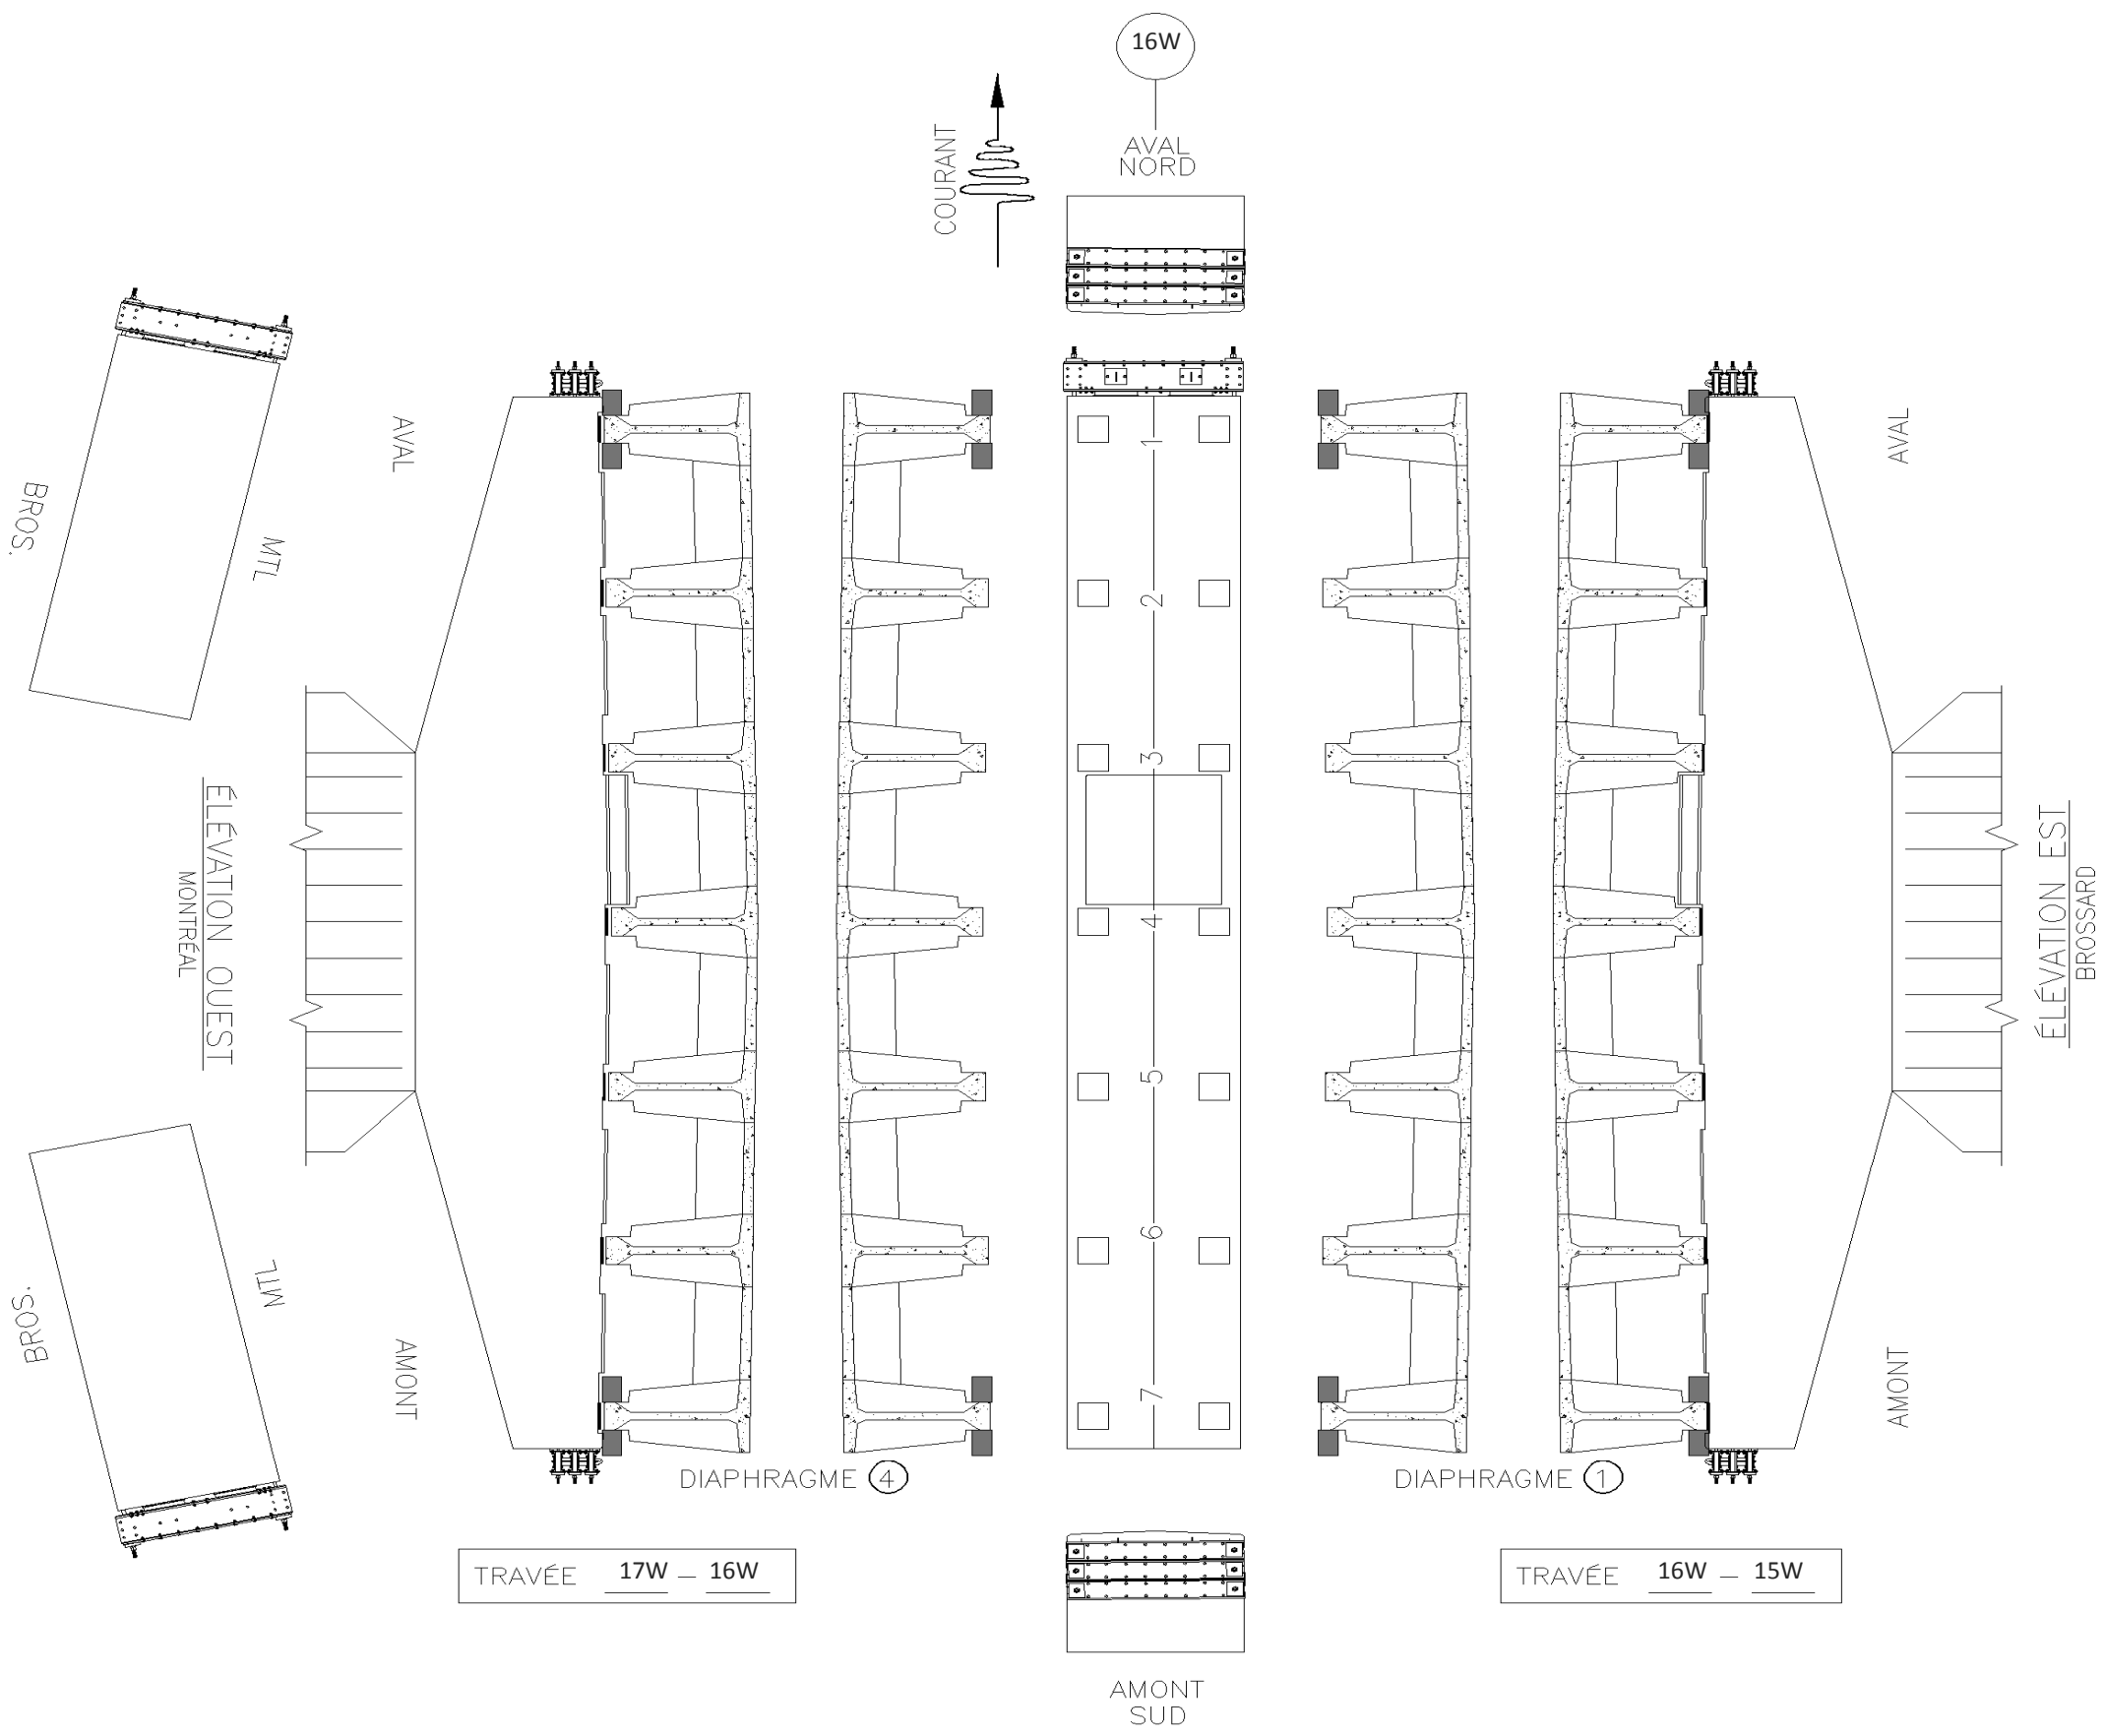 16W
AVAL
NORD
COURANT
AVAL
AVAL
BROS.
MTL
1
2
3
4
5
6
7
ÉLÉVATION OUEST
MONTRÉAL
ÉLÉVATION EST
BROSSARD
BROS.
MTL
AMONT
AMONT
DIAPHRAGME 4
DIAPHRAGME 1
TRAVÉE 17W – 16W
TRAVÉE 16W – 15W
AMONT
SUD